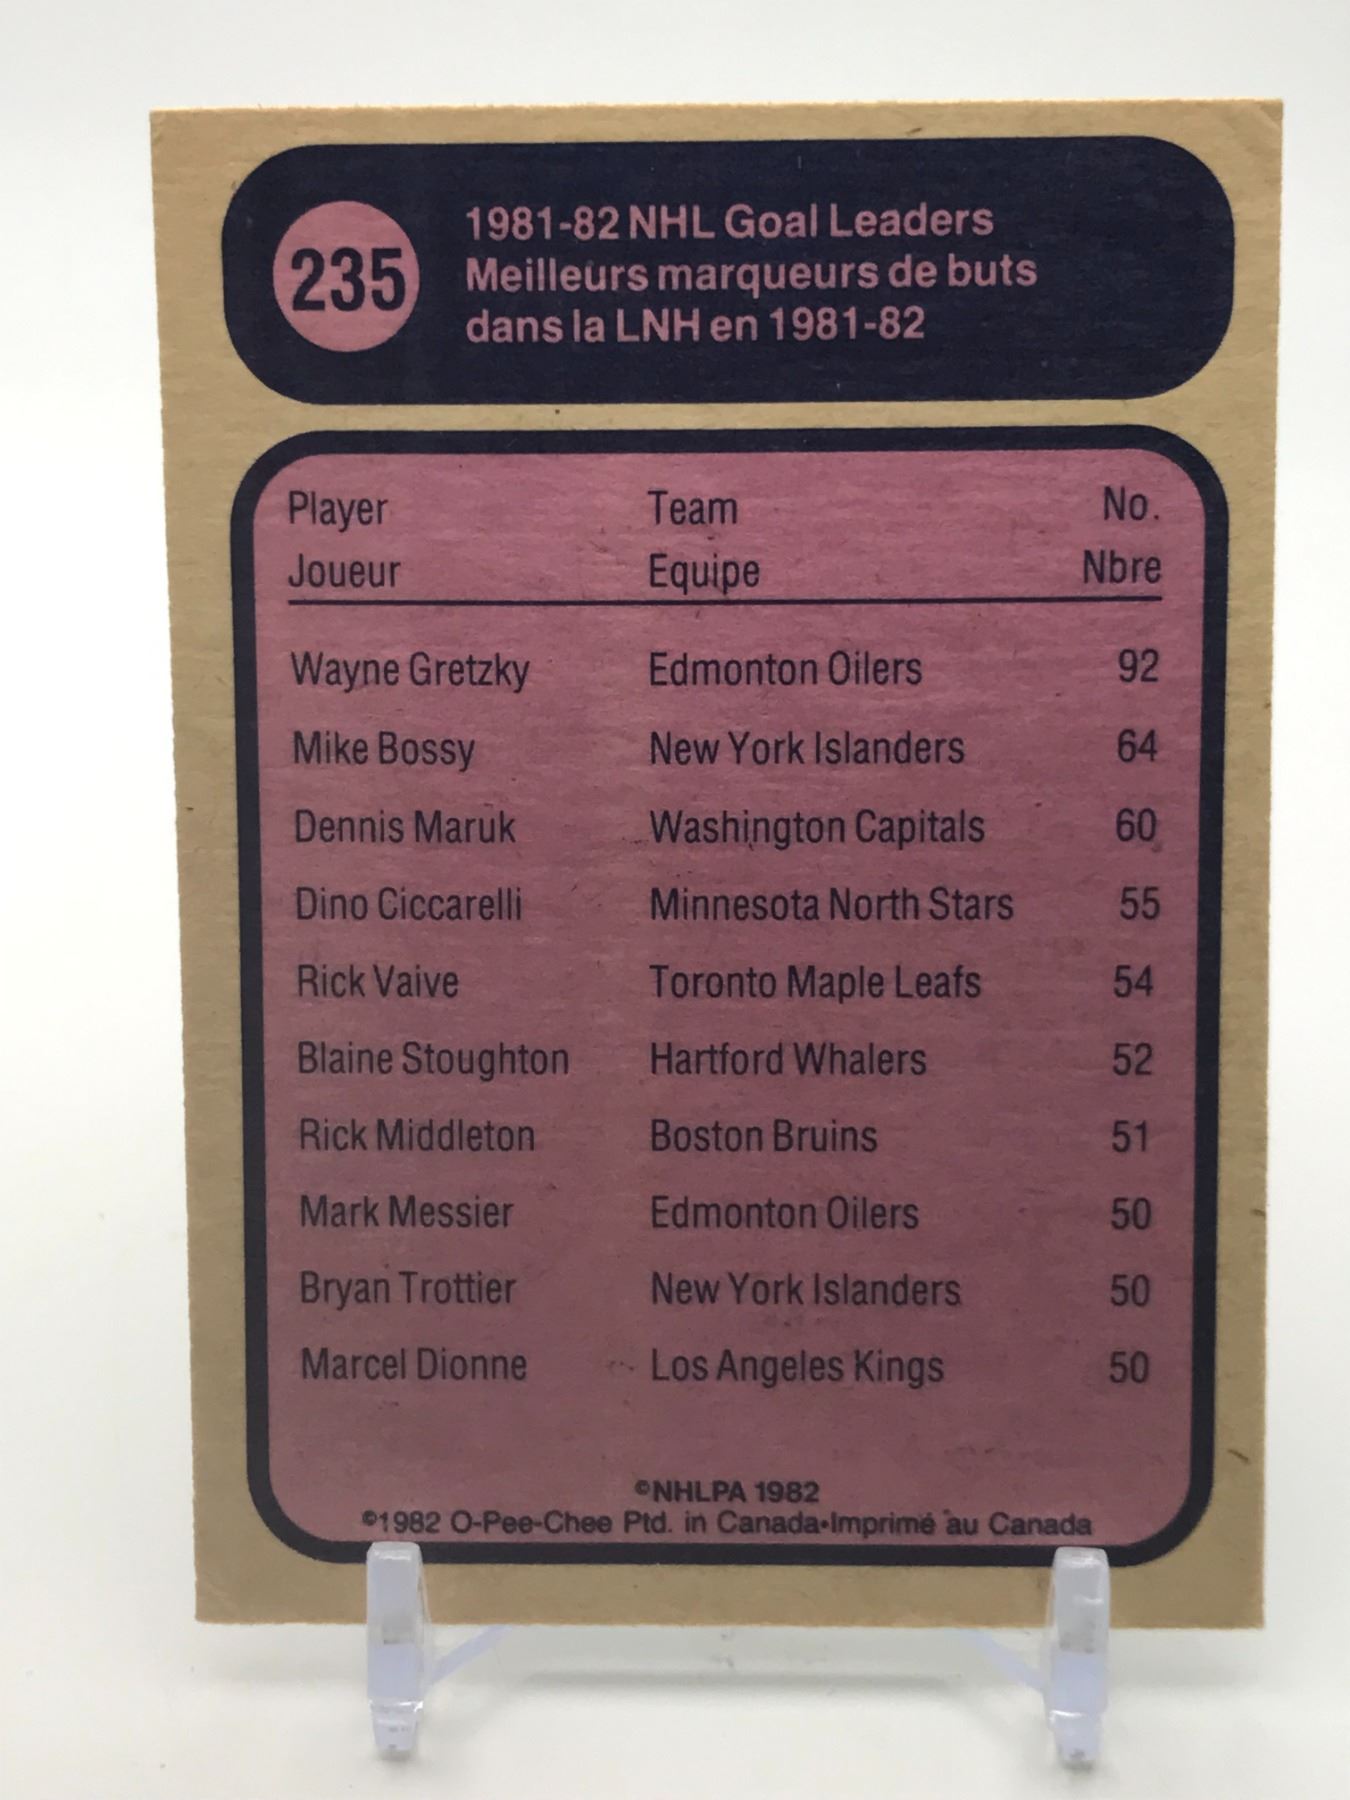 235
1981-82 NHL Goal Leaders
Meilleurs marqueurs de buts
dans la LNH en 1981-82
Player Team No.
Joueur Equipe Nbre
Wayne Gretzky Edmonton Oilers 92
Mike Bossy New York Islanders 64
Dennis Maruk Washington Capitals 60
Dino Ciccarelli Minnesota North Stars 55
Rick Vaive Toronto Maple Leafs 54
Blaine Stoughton Hartford Whalers 52
Rick Middleton Boston Bruins 51
Mark Messier Edmonton Oilers 50
Bryan Trottier New York Islanders 50
Marcel Dionne Los Angeles Kings 50
©NHLPA 1982
©1982 O-Pee-Chee Ptd. in Canada•Imprimé au Canada